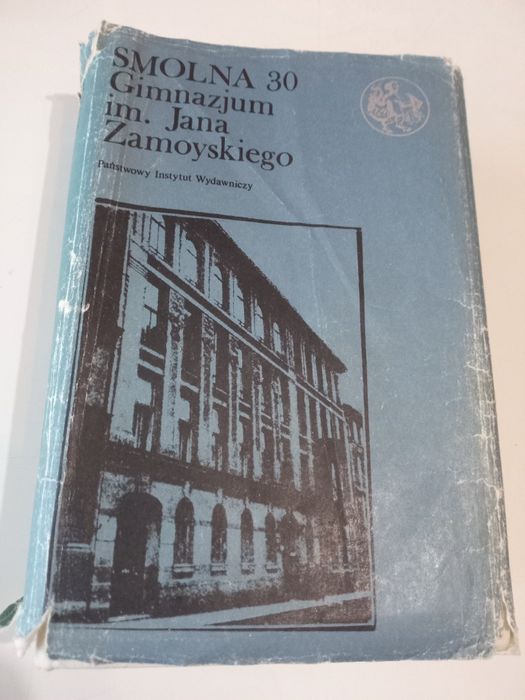 SMOLNA 30
Gimnazjum
im. Jana
Zamoyskiego
Państwowy Instytut Wydawniczy